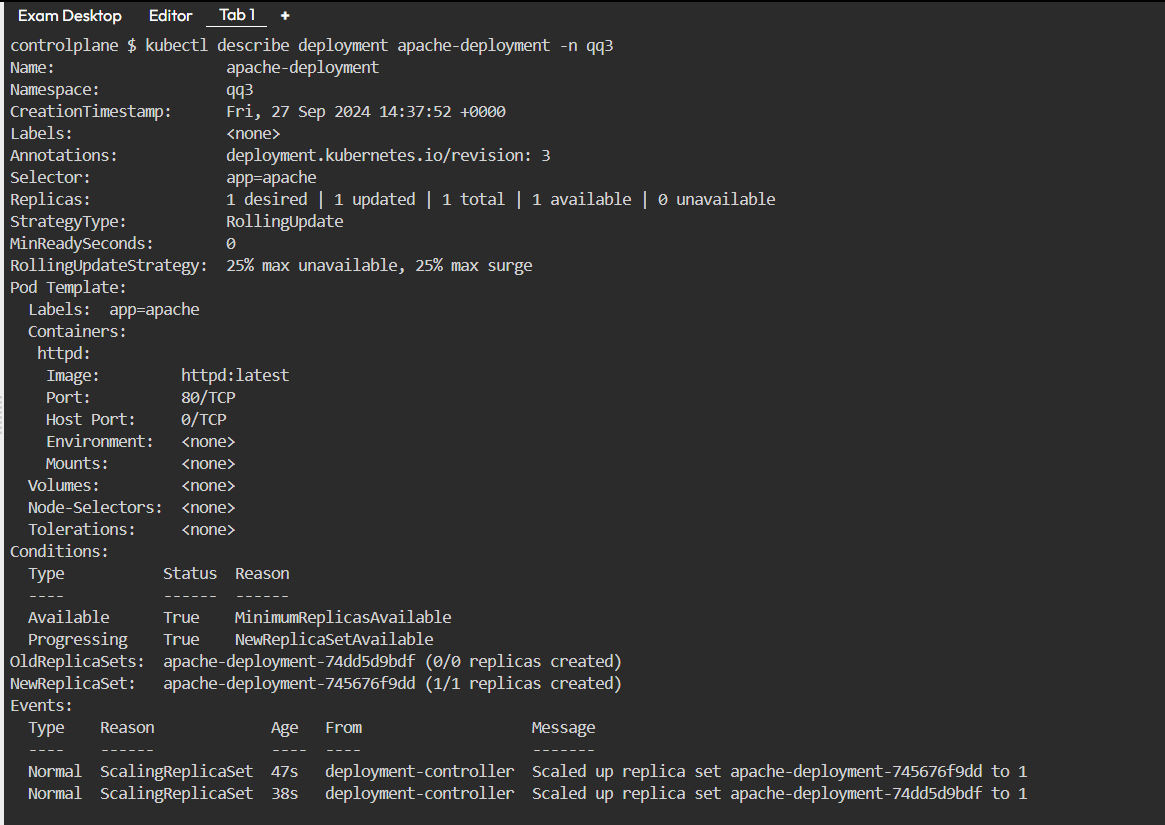 Exam Desktop Editor Tab 1 +
controlplane $ kubectl describe deployment apache-deployment -n qq3
Name:                   apache-deployment
Namespace:              qq3
CreationTimestamp:      Fri, 27 Sep 2024 14:37:52 +0000
Labels:                 <none>
Annotations:            deployment.kubernetes.io/revision: 3
Selector:               app=apache
Replicas:               1 desired | 1 updated | 1 total | 1 available | 0 unavailable
StrategyType:           RollingUpdate
MinReadySeconds:        0
RollingUpdateStrategy:  25% max unavailable, 25% max surge
Pod Template:
  Labels:  app=apache
  Containers:
   httpd:
    Image:         httpd:latest
    Port:          80/TCP
    Host Port:     0/TCP
    Environment:   <none>
    Mounts:        <none>
  Volumes:         <none>
  Node-Selectors:  <none>
  Tolerations:     <none>
Conditions:
  Type           Status  Reason
  ----           ------  ------
  Available      True    MinimumReplicasAvailable
  Progressing    True    NewReplicaSetAvailable
OldReplicaSets:  apache-deployment-74dd5d9bdf (0/0 replicas created)
NewReplicaSet:   apache-deployment-745676f9dd (1/1 replicas created)
Events:
  Type    Reason             Age   From                   Message
  ----    ------             ----  ----                   -------
  Normal  ScalingReplicaSet  47s   deployment-controller  Scaled up replica set apache-deployment-745676f9dd to 1
  Normal  ScalingReplicaSet  38s   deployment-controller  Scaled up replica set apache-deployment-74dd5d9bdf to 1